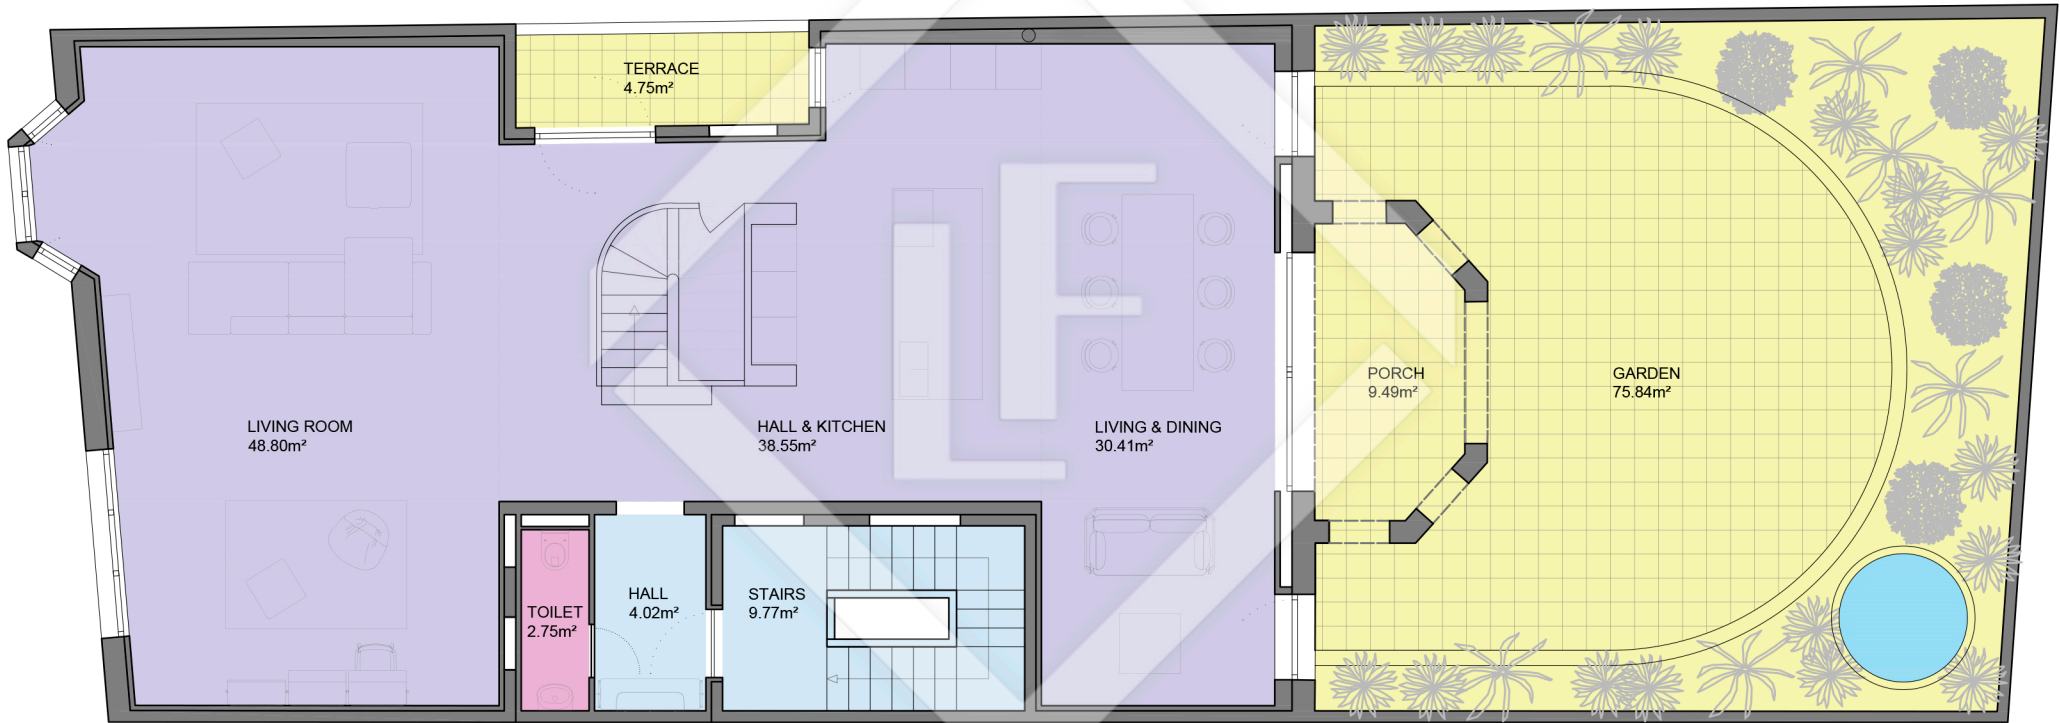 TERRACE
4.75m²
LIVING ROOM
48.80m²
HALL & KITCHEN
38.55m²
LIVING & DINING
30.41m²
PORCH
9.49m²
GARDEN
75.84m²
TOILET
2.75m²
HALL
4.02m²
STAIRS
9.77m²
LF